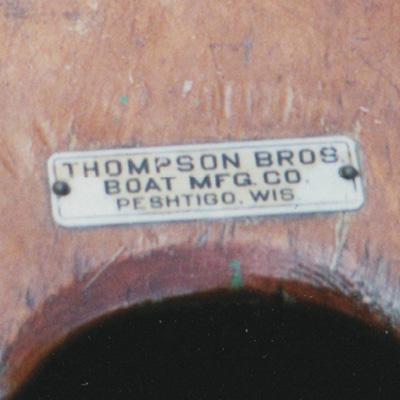 THOMPSON BROS.
BOAT MFG. CO.
PESHTIGO, WIS.